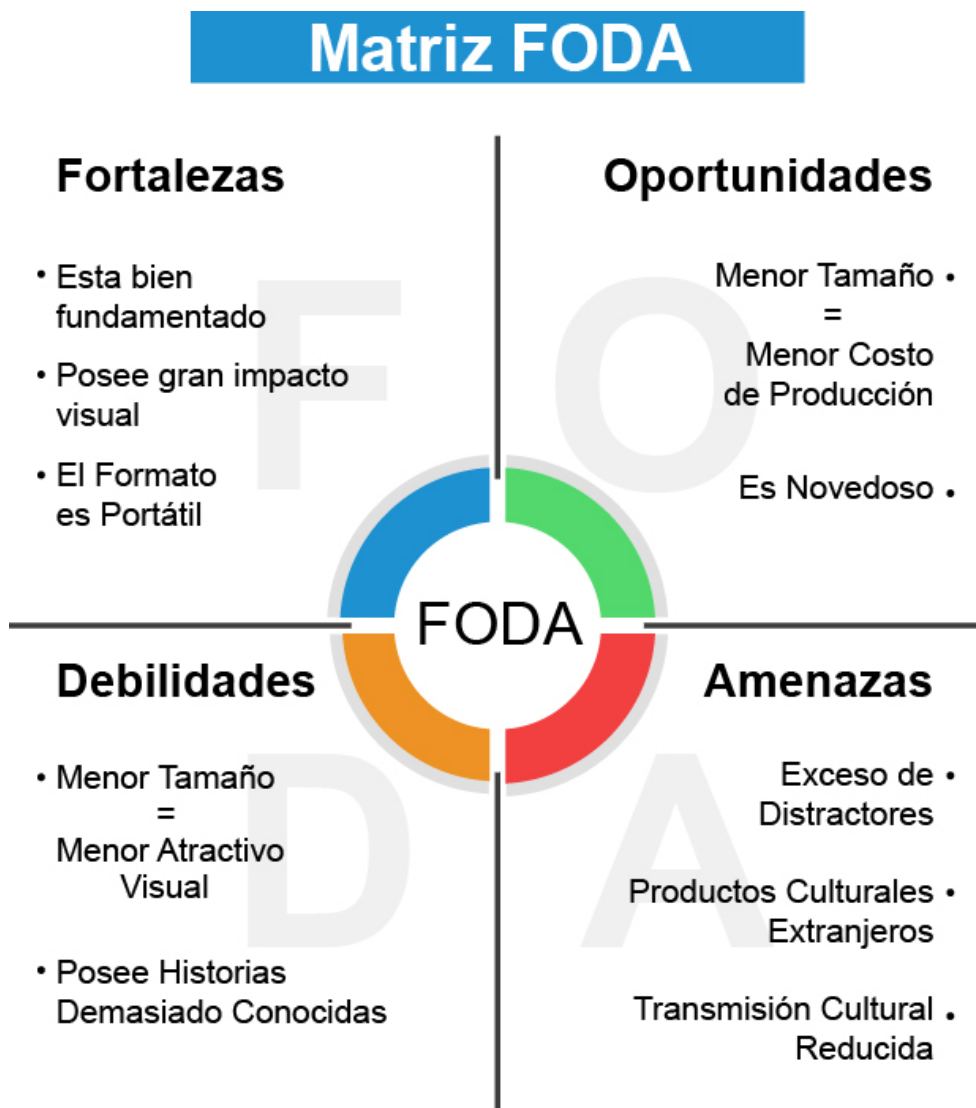 Matriz FODA
Fortalezas
• Esta bien
fundamentado
• Posee gran impacto
visual
• El Formato
es Portátil
Oportunidades
Menor Tamaño •
=
Menor Costo
de Producción
Es Novedoso •
FODA
Debilidades
• Menor Tamaño
=
Menor Atractivo
Visual
• Posee Historias
Demasiado Conocidas
Amenazas
Exceso de •
Distractores
Productos Culturales •
Extranjeros
Transmisión Cultural •
Reducida
F
O
D
A